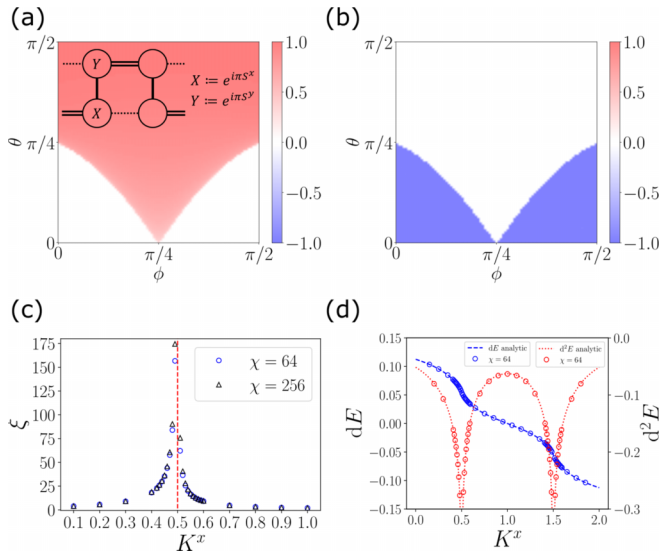 (a)
π/2
π/4
0
θ
Y
X
X ≔ e^{iπS^x}
Y ≔ e^{iπS^y}
0
π/4
π/2
ϕ
1.0
0.5
0.0
−0.5
−1.0
(b)
π/2
π/4
0
θ
0
π/4
π/2
ϕ
1.0
0.5
0.0
−0.5
−1.0
(c)
175
150
125
100
75
50
25
0
ξ
χ = 64
χ = 256
0.1 0.2 0.3 0.4 0.5 0.6 0.7 0.8 0.9 1.0
K^x
(d)
0.15
0.10
0.05
0.00
−0.05
−0.10
−0.15
dE
dE analytic
χ = 64
d²E analytic
χ = 64
0.0
−0.1
−0.2
−0.3
d²E
0.0 0.5 1.0 1.5 2.0
K^x